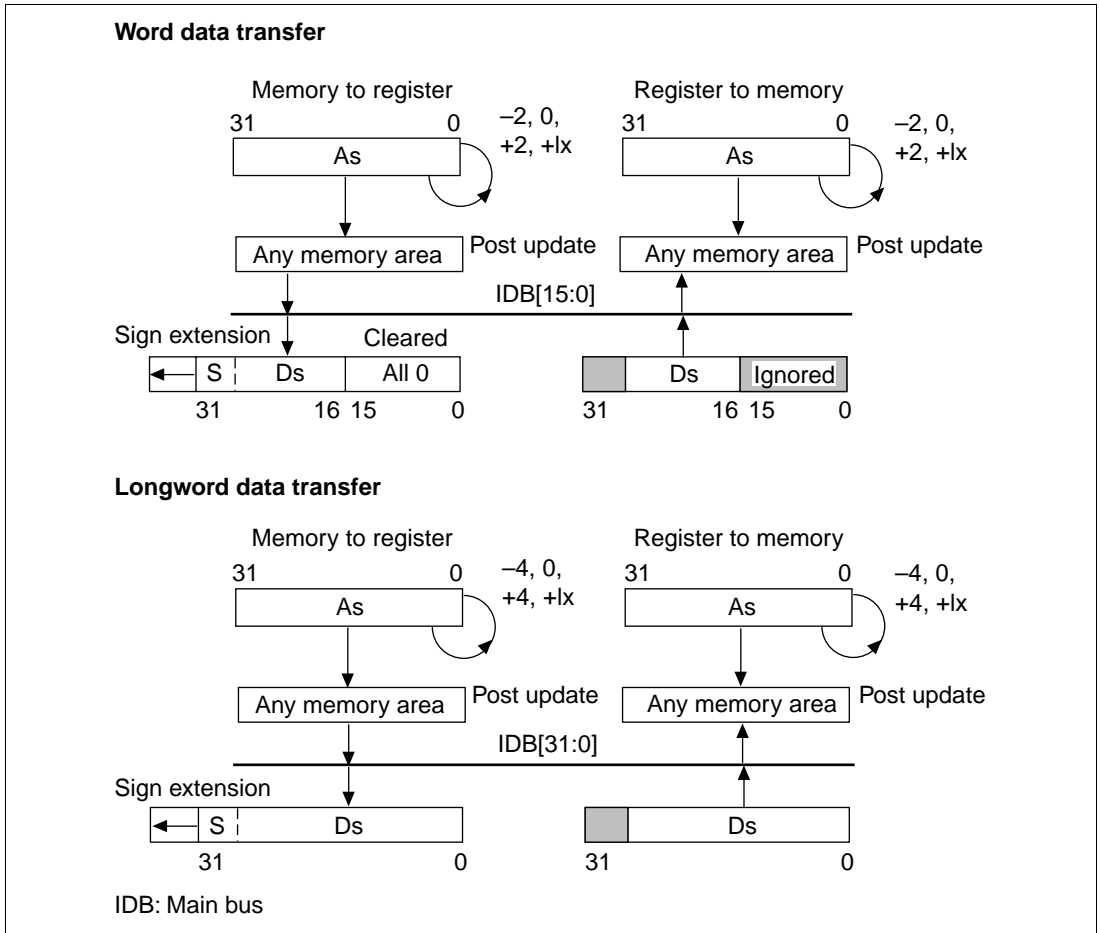 Word data transfer
Memory to register
Register to memory
31 0 –2, 0,
+2, +Ix
31 0 –2, 0,
+2, +Ix
As
As
Any memory area Post update
Any memory area Post update
IDB[15:0]
Sign extension Cleared
S Ds All 0
Ds Ignored
31 16 15 0
31 16 15 0
Longword data transfer
Memory to register
Register to memory
31 0 –4, 0,
+4, +Ix
31 0 –4, 0,
+4, +Ix
As
As
Any memory area Post update
Any memory area Post update
IDB[31:0]
Sign extension
S Ds
Ds
31 0
31 0
IDB: Main bus